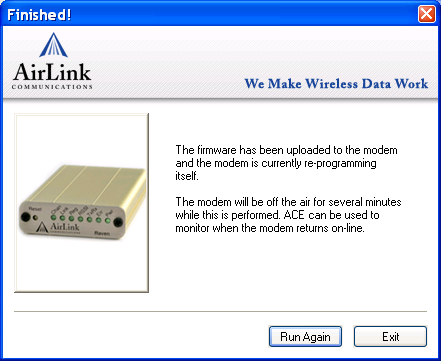 Finished!
AirLink
COMMUNICATIONS
We Make Wireless Data Work
The firmware has been uploaded to the modem
and the modem is currently re-programming
itself.
The modem will be off the air for several minutes
while this is performed. ACE can be used to
monitor when the modem returns on-line.
Reset
AirLink
Raven
Run Again
Exit